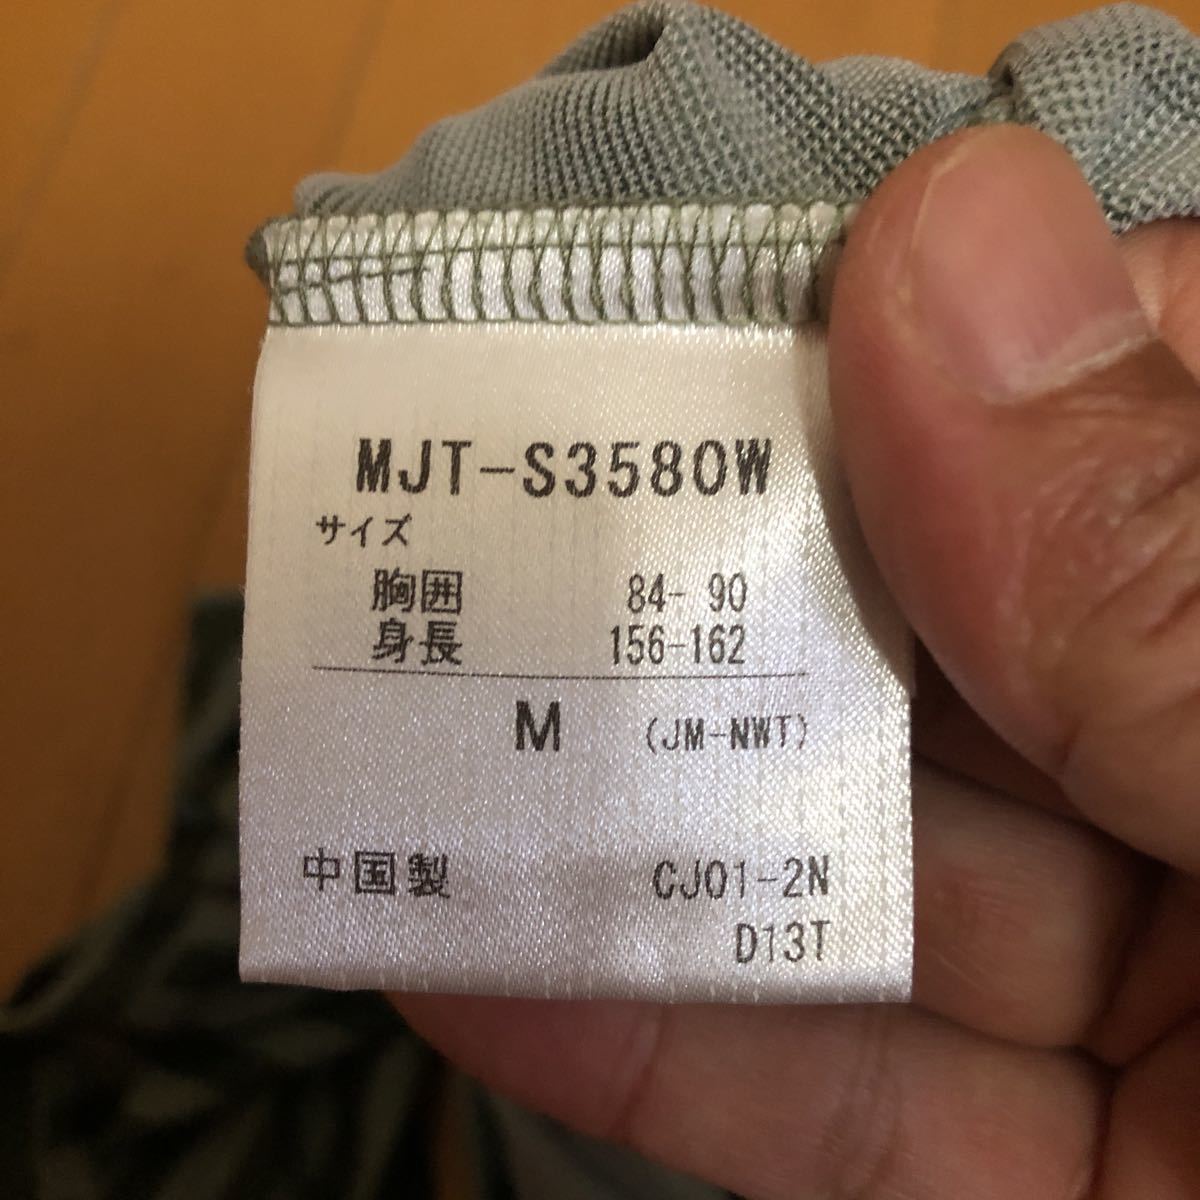 MJT-S3580W
サイズ
胸囲 84- 90
身長 156-162
M (JM-NWT)
中国製 CJ01-2N
D13T